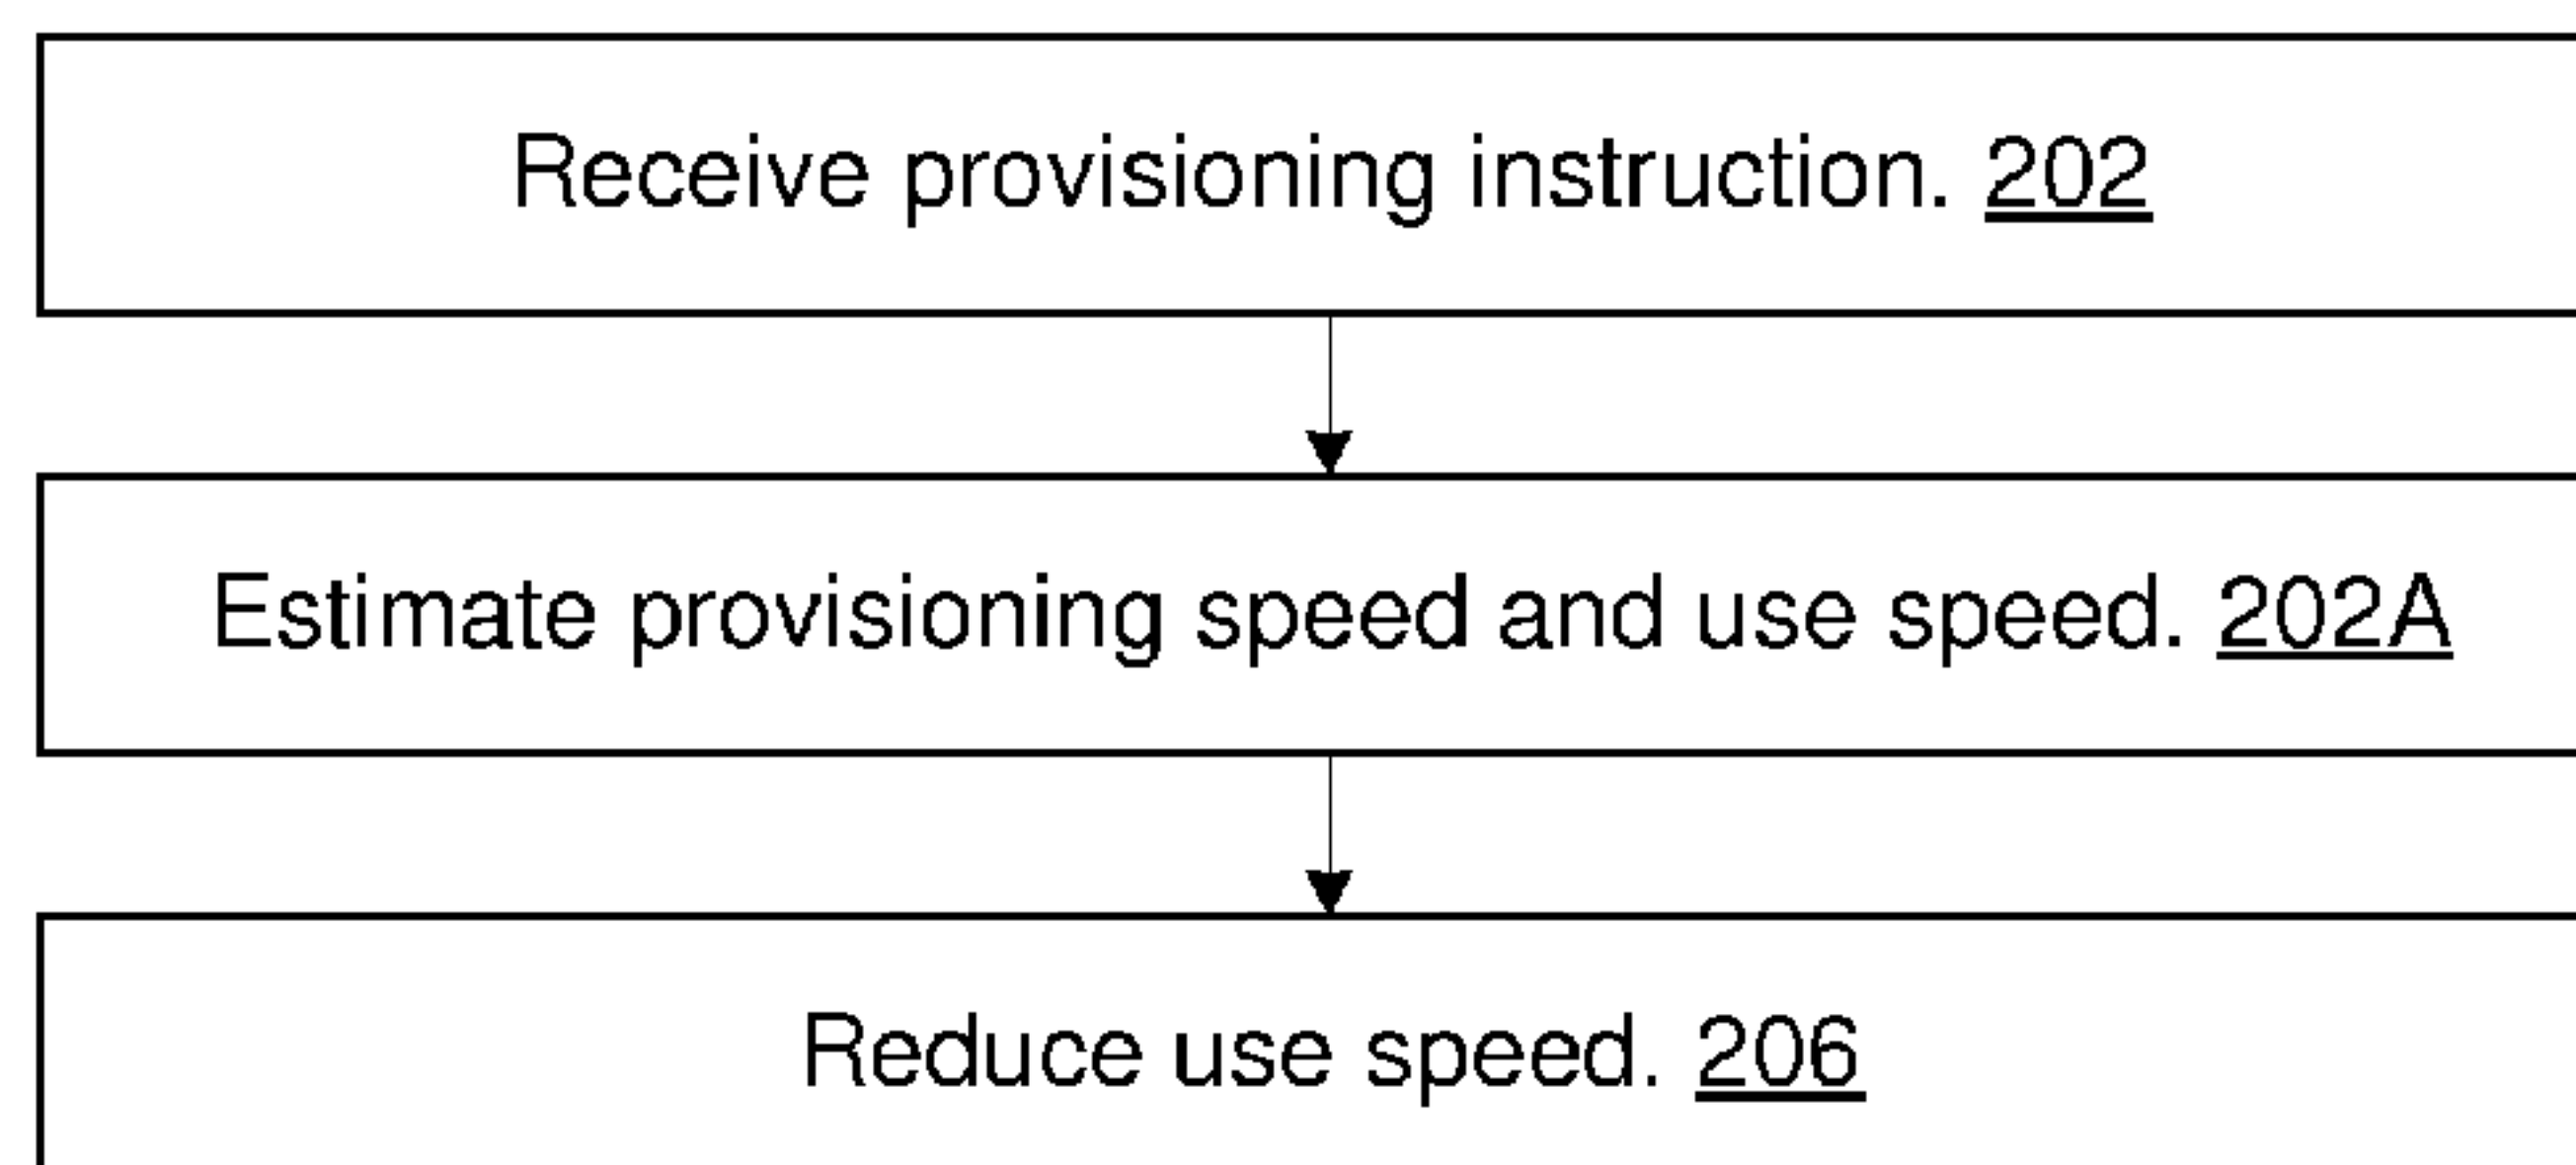 Receive provisioning instruction. 202
Estimate provisioning speed and use speed. 202A
Reduce use speed. 206